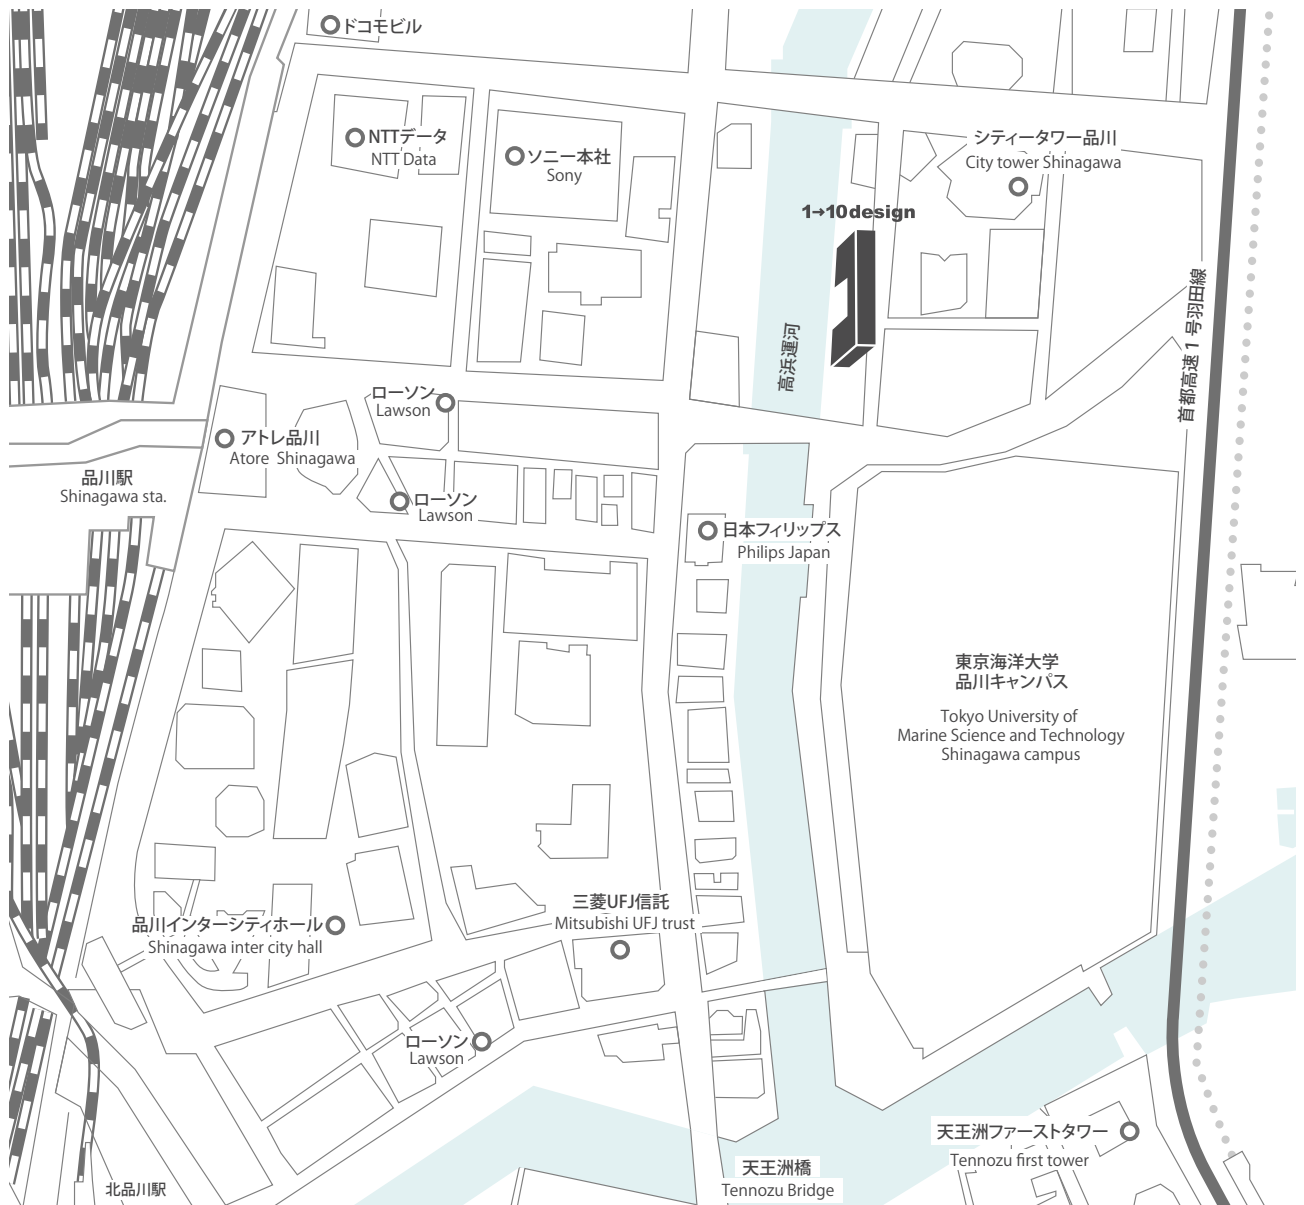 ドコモビル
NTTデータ
NTT Data
ソニー本社
Sony
シティータワー品川
City tower Shinagawa
1→10design
首都高速1号羽田線
高浜運河
ローソン
Lawson
アトレ品川
Atore Shinagawa
品川駅
Shinagawa sta.
ローソン
Lawson
日本フィリップス
Philips Japan
東京海洋大学
品川キャンパス
Tokyo University of
Marine Science and Technology
Shinagawa campus
三菱UFJ信託
Mitsubishi UFJ trust
品川インターシティホール
Shinagawa inter city hall
ローソン
Lawson
天王洲ファーストタワー
Tennozu first tower
天王洲橋
Tennozu Bridge
北品川駅